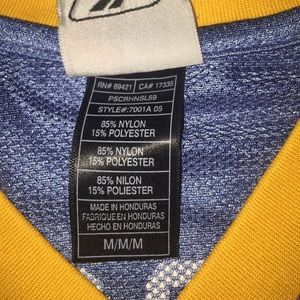 RN# 69421 CA# 17335
PSCRHNSL59
STYLE#:7001A 05
85% NYLON
15% POLYESTER
85% NYLON
15% POLYESTER
85% NILON
15% POLIESTER
MADE IN HONDURAS
FABRIQUE EN HONDURAS
HECHO EN HONDURAS
M/M/M